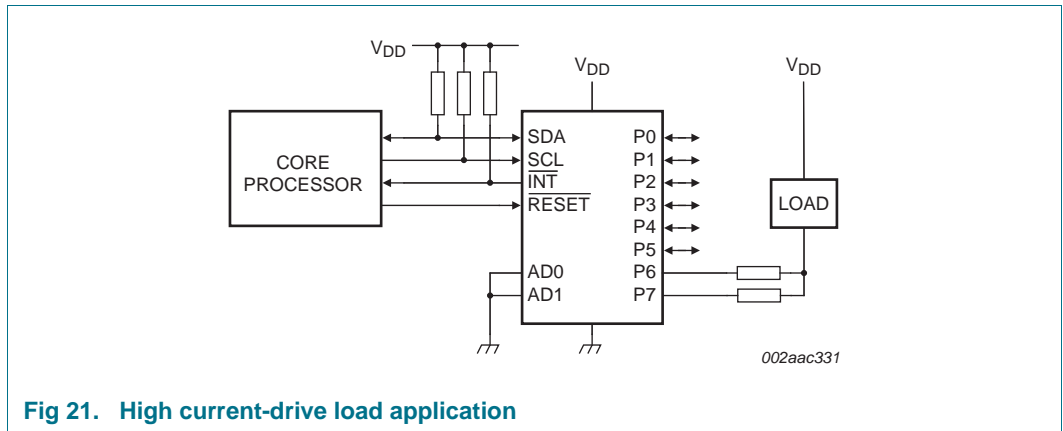 VDD
VDD
VDD
CORE
PROCESSOR
SDA
SCL
INT
RESET
AD0
AD1
P0
P1
P2
P3
P4
P5
P6
P7
LOAD
002aac331
Fig 21. High current-drive load application